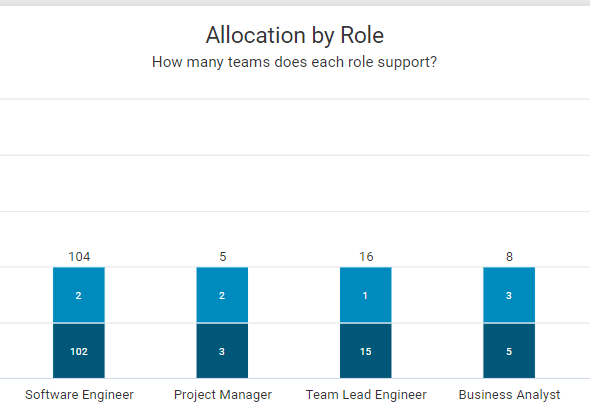 Allocation by Role
How many teams does each role support?
104 5 16 8
2 2 1 3
102 3 15 5
Software Engineer Project Manager Team Lead Engineer Business Analyst